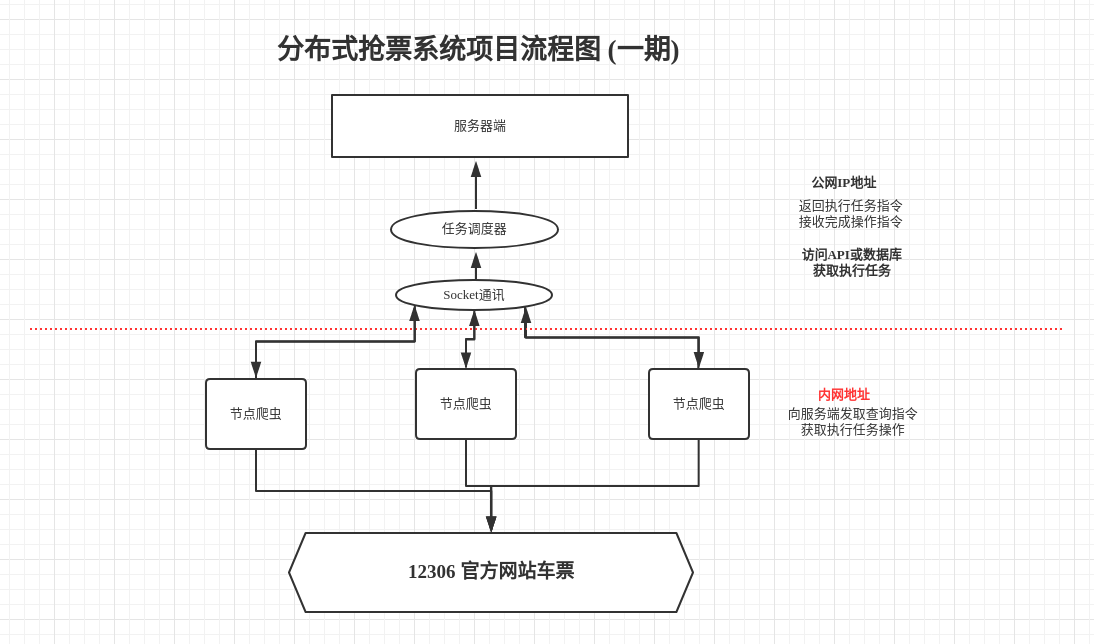 分布式抢票系统项目流程图 (一期)
服务器端
公网IP地址
返回执行任务指令
接收完成操作指令
任务调度器
访问API或数据库
获取执行任务
Socket通讯
节点爬虫
节点爬虫
节点爬虫
内网地址
向服务端发取查询指令
获取执行任务操作
12306 官方网站车票